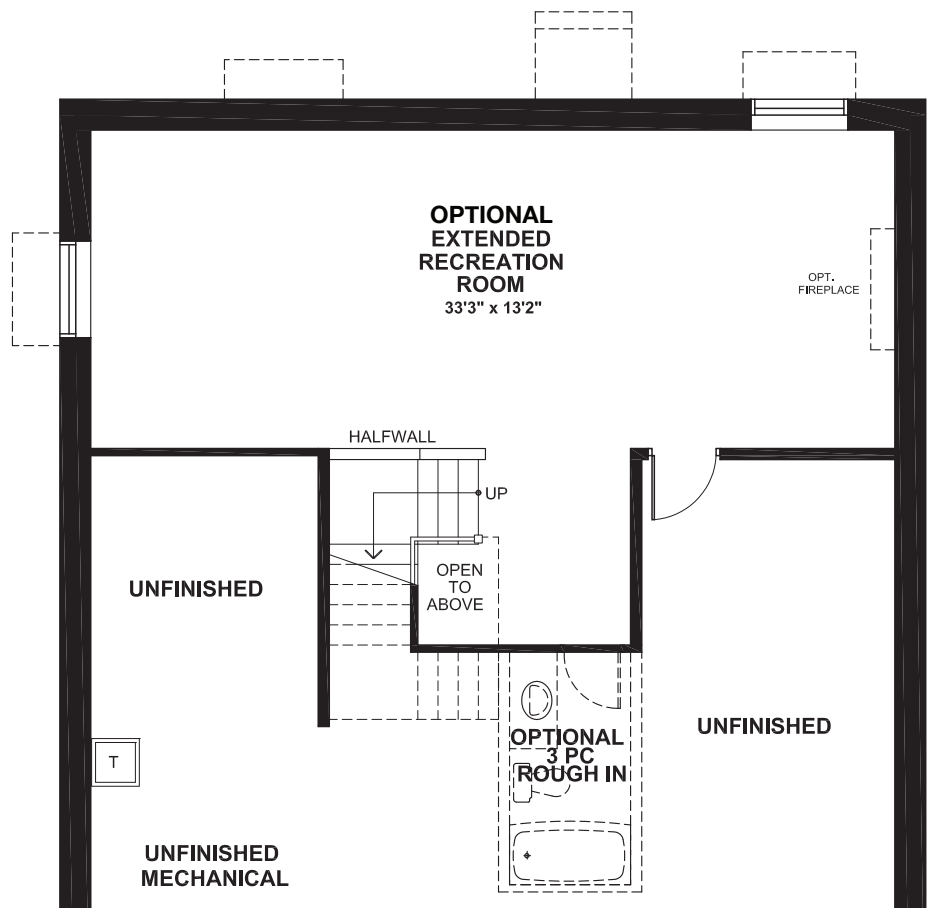 OPTIONAL
EXTENDED
RECREATION
ROOM
33'3" x 13'2"
OPT.
FIREPLACE
HALFWALL
UP
OPEN
TO
ABOVE
UNFINISHED
UNFINISHED
OPTIONAL
3 PC
ROUGH IN
T
UNFINISHED
MECHANICAL